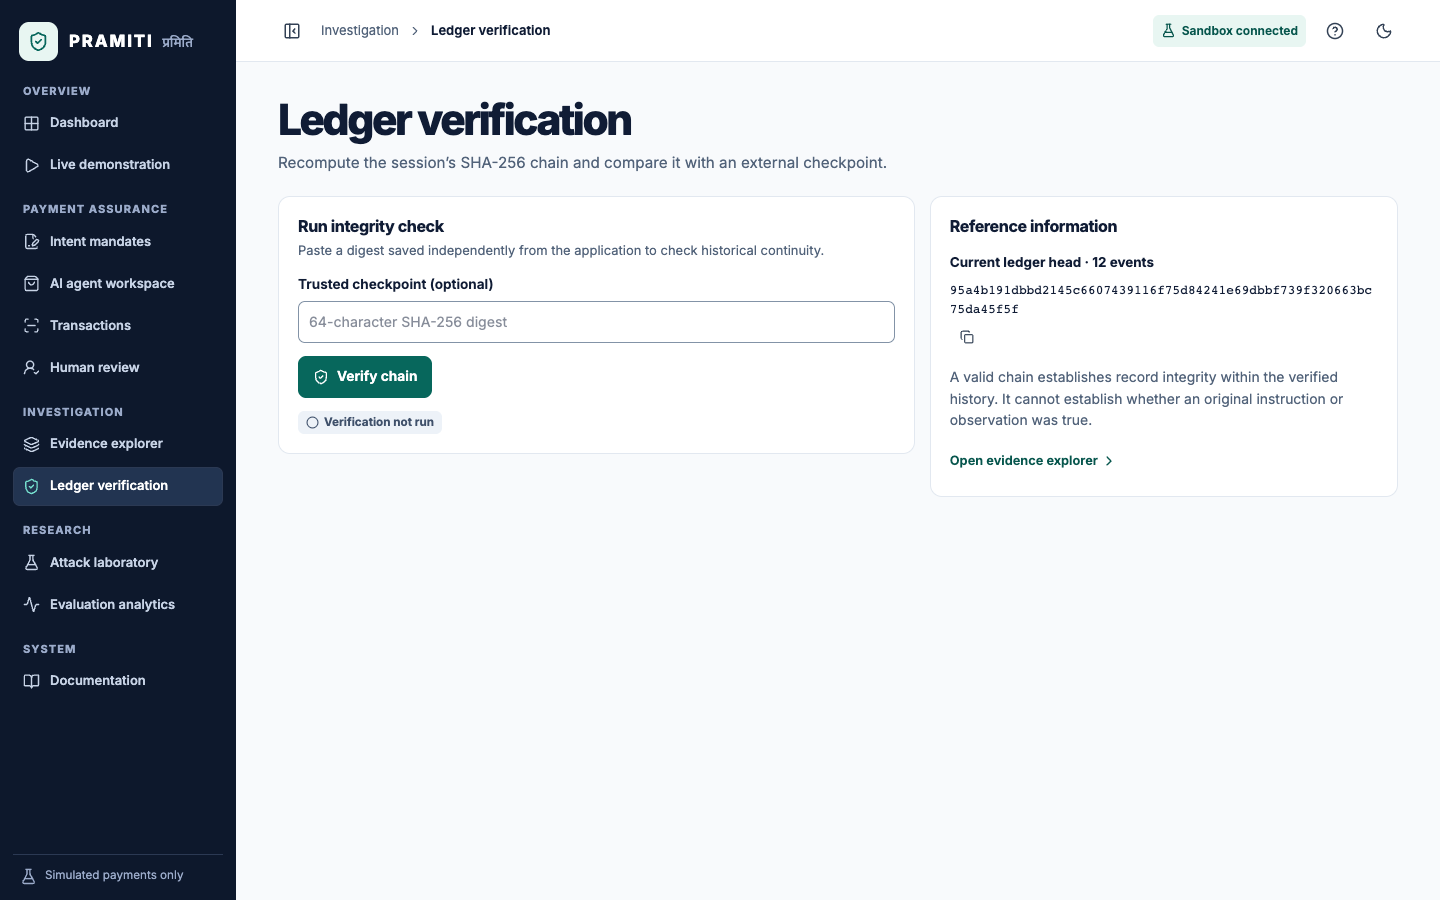 PRAMITI प्रमिति
OVERVIEW
Dashboard
Live demonstration
PAYMENT ASSURANCE
Intent mandates
AI agent workspace
Transactions
Human review
INVESTIGATION
Evidence explorer
Ledger verification
RESEARCH
Attack laboratory
Evaluation analytics
SYSTEM
Documentation
Simulated payments only
Investigation > Ledger verification
Sandbox connected
Ledger verification
Recompute the session’s SHA-256 chain and compare it with an external checkpoint.
Run integrity check
Paste a digest saved independently from the application to check historical continuity.
Trusted checkpoint (optional)
64-character SHA-256 digest
Verify chain
Verification not run
Reference information
Current ledger head · 12 events
95a4b191dbbd2145c6607439116f75d84241e69dbbf739f320663bc
75da45f5f
A valid chain establishes record integrity within the verified
history. It cannot establish whether an original instruction or
observation was true.
Open evidence explorer